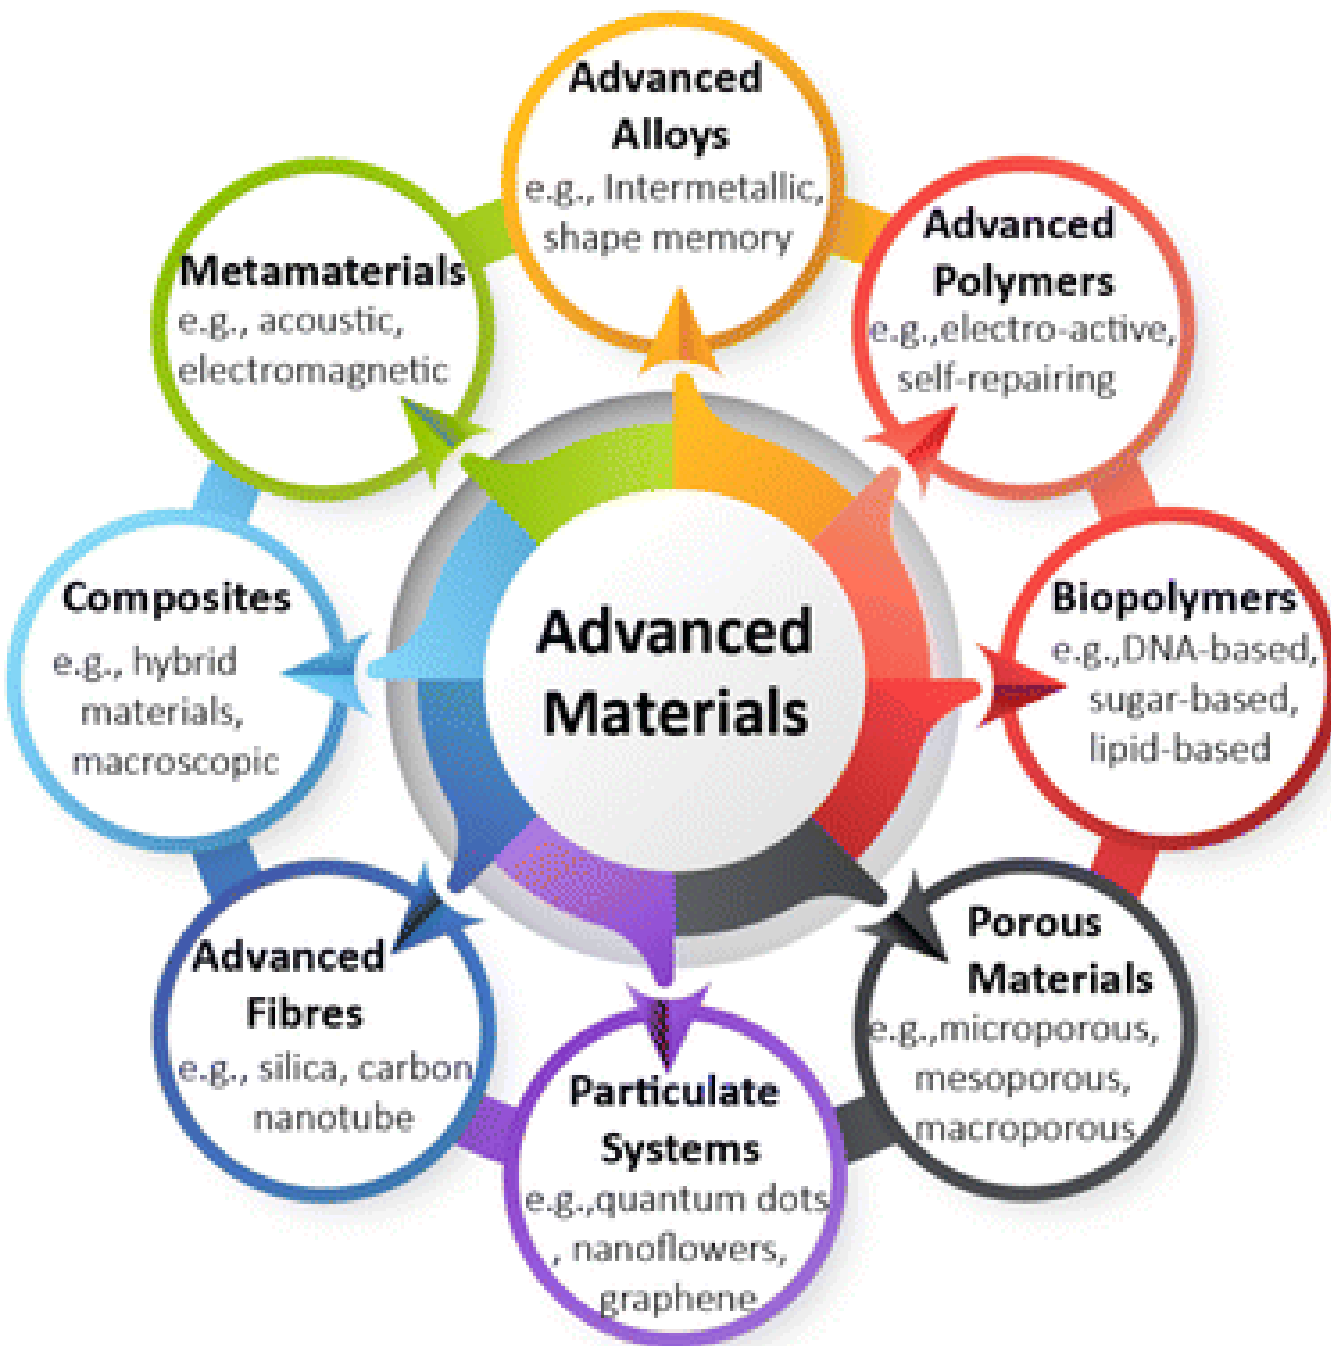 Advanced
Alloys
e.g., Intermetallic,
shape memory
Advanced
Polymers
e.g.,electro-active,
self-repairing
Biopolymers
e.g.,DNA-based,
sugar-based,
lipid-based
Porous
Materials
e.g.,microporous,
mesoporous,
macroporous
Particulate
Systems
e.g.,quantum dots
, nanoflowers,
graphene
Advanced
Fibres
e.g., silica, carbon
nanotube
Composites
e.g., hybrid
materials,
macroscopic
Metamaterials
e.g., acoustic,
electromagnetic
Advanced
Materials